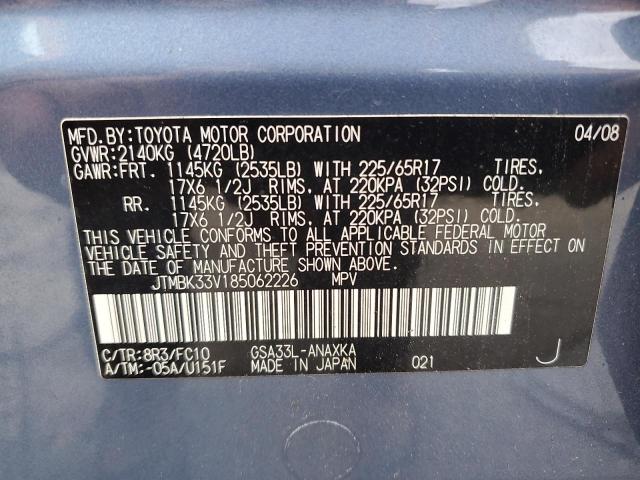 MFD.BY:TOYOTA MOTOR CORPORATION 04/08
GVWR:2140KG (4720LB)
GAWR:FRT. 1145KG (2535LB) WITH 225/65R17 TIRES,
17X6 1/2J RIMS, AT 220KPA (32PSI) COLD.
RR. 1145KG (2535LB) WITH 225/65R17 TIRES,
17X6 1/2J RIMS, AT 220KPA (32PSI) COLD.
THIS VEHICLE CONFORMS TO ALL APPLICABLE FEDERAL MOTOR
VEHICLE SAFETY AND THEFT PREVENTION STANDARDS IN EFFECT ON
THE DATE OF MANUFACTURE SHOWN ABOVE.
JTMBK33V185062226 MPV
C/TR:8R3/FC10 GSA33L-ANAXKA
A/TM:-05A/U151F MADE IN JAPAN 021 J